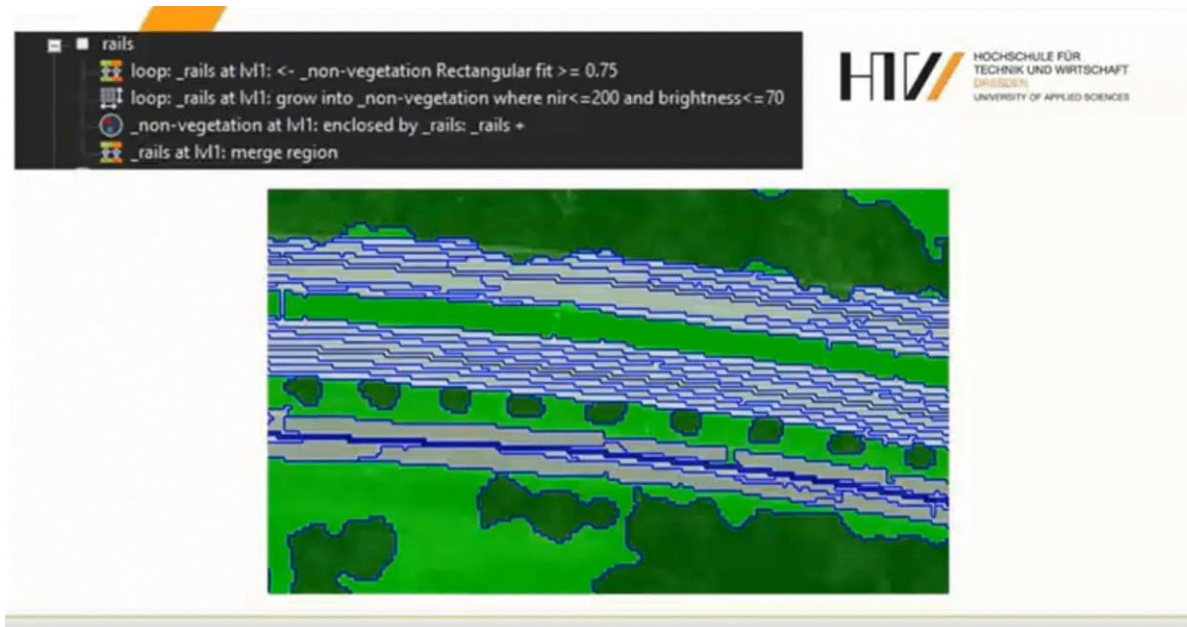 rails
loop: _rails at lvl1: <- _non-vegetation Rectangular fit >= 0.75
loop: _rails at lvl1: grow into _non-vegetation where nir<=200 and brightness<=70
_non-vegetation at lvl1: enclosed by _rails: _rails +
_rails at lvl1: merge region
HTW
HOCHSCHULE FÜR
TECHNIK UND WIRTSCHAFT
DRESDEN
UNIVERSITY OF APPLIED SCIENCES